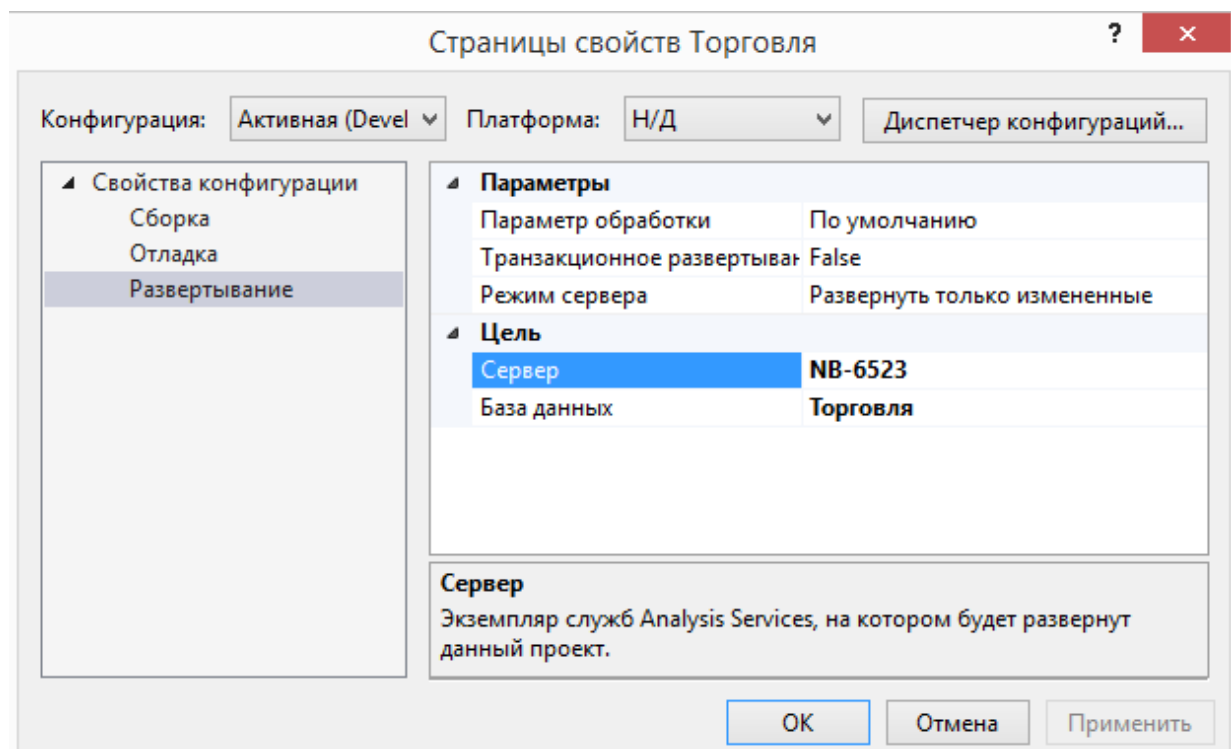 Страницы свойств Торговля
?
Конфигурация: Активная (Devel Платформа: Н/Д Диспетчер конфигураций...
Свойства конфигурации
Сборка
Отладка
Развертывание
Параметры
Параметр обработки По умолчанию
Транзакционное развертыван False
Режим сервера Развернуть только измененные
Цель
Сервер NB-6523
База данных Торговля
Сервер
Экземпляр служб Analysis Services, на котором будет развернут
данный проект.
ОК Отмена Применить